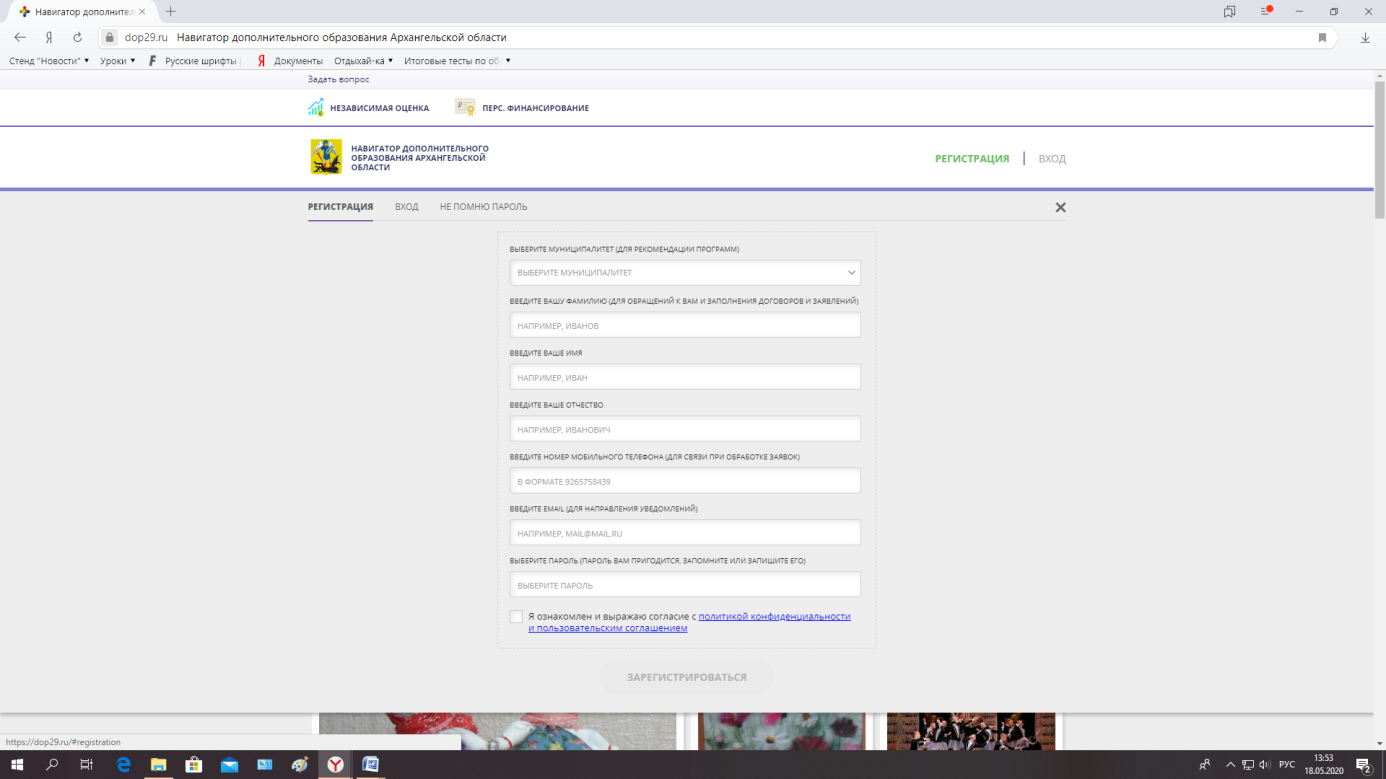 Навигатор дополнител
dop29.ru Навигатор дополнительного образования Архангельской области
Стенд "Новости" Уроки Русские шрифты Документы Отдыхай-ка Итоговые тесты по об
Задать вопрос
НЕЗАВИСИМАЯ ОЦЕНКА ПЕРС. ФИНАНСИРОВАНИЕ
НАВИГАТОР ДОПОЛНИТЕЛЬНОГО
ОБРАЗОВАНИЯ АРХАНГЕЛЬСКОЙ
ОБЛАСТИ
РЕГИСТРАЦИЯ | ВХОД
РЕГИСТРАЦИЯ ВХОД НЕ ПОМНЮ ПАРОЛЬ
ВЫБЕРИТЕ МУНИЦИПАЛИТЕТ (ДЛЯ РЕКОМЕНДАЦИИ ПРОГРАММ)
ВЫБЕРИТЕ МУНИЦИПАЛИТЕТ
ВВЕДИТЕ ВАШУ ФАМИЛИЮ (ДЛЯ ОБРАЩЕНИЙ К ВАМ И ЗАПОЛНЕНИЯ ДОГОВОРОВ И ЗАЯВЛЕНИЙ)
НАПРИМЕР, ИВАНОВ
ВВЕДИТЕ ВАШЕ ИМЯ
НАПРИМЕР, ИВАН
ВВЕДИТЕ ВАШЕ ОТЧЕСТВО
НАПРИМЕР, ИВАНОВИЧ
ВВЕДИТЕ НОМЕР МОБИЛЬНОГО ТЕЛЕФОНА (ДЛЯ СВЯЗИ ПРИ ОБРАБОТКЕ ЗАЯВОК)
В ФОРМАТЕ 9265758439
ВВЕДИТЕ EMAIL (ДЛЯ НАПРАВЛЕНИЯ УВЕДОМЛЕНИЙ)
НАПРИМЕР, MAIL@MAIL.RU
ВЫБЕРИТЕ ПАРОЛЬ (ПАРОЛЬ ВАМ ПРИГОДИТСЯ, ЗАПОМНИТЕ ИЛИ ЗАПИШИТЕ ЕГО)
ВЫБЕРИТЕ ПАРОЛЬ
Я ознакомлен и выражаю согласие с политикой конфиденциальности
и пользовательским соглашением
ЗАРЕГИСТРИРОВАТЬСЯ
https://dop29.ru/#registration
РУС
13:53
18.05.2020
2